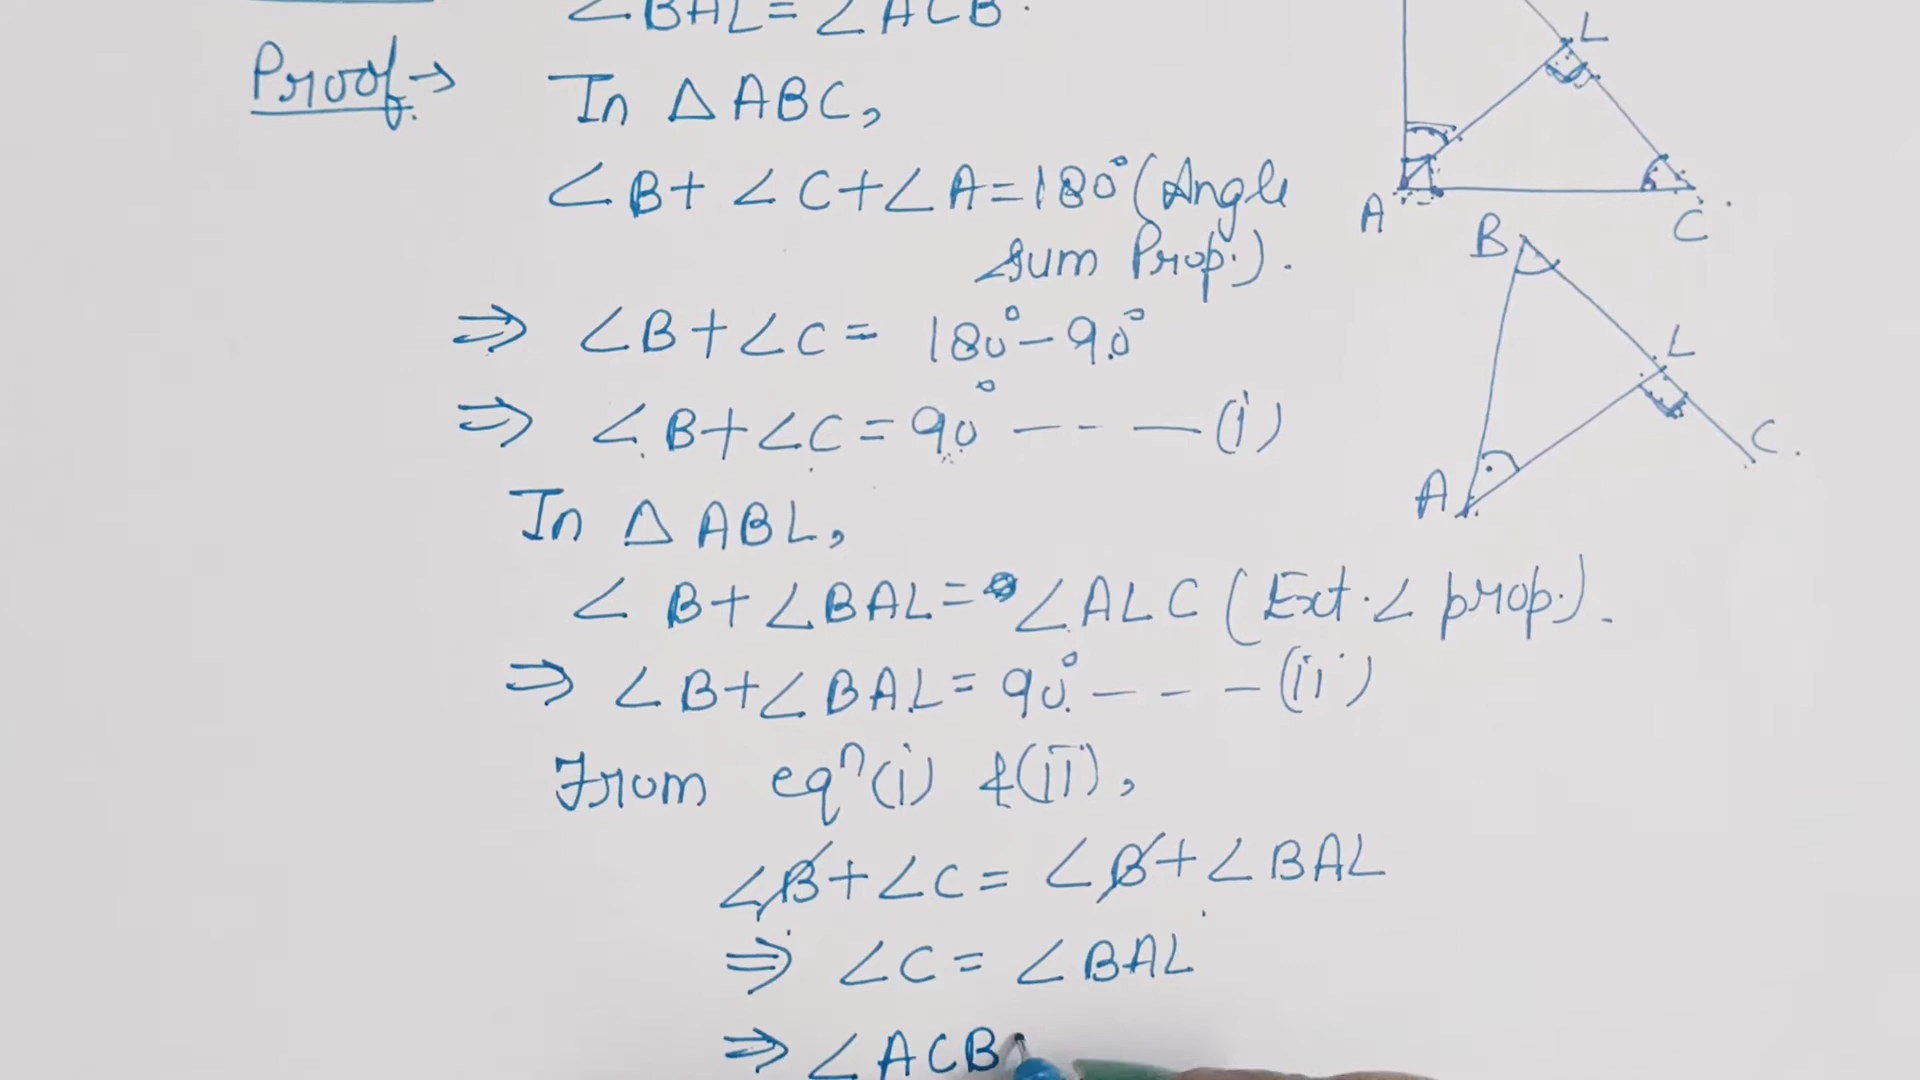 ∠BAL = ∠ACB.
Proof → In △ABC,
∠B + ∠C + ∠A = 180° (Angle
sum Prop.).
⇒ ∠B + ∠C = 180° - 90°
⇒ ∠B + ∠C = 90° ---- (i)
In △ABL,
∠B + ∠BAL = ∠ALC (Ext. ∠ prop.).
⇒ ∠B + ∠BAL = 90° --- (ii)
From eqⁿ (i) & (ii),
∠B + ∠C = ∠B + ∠BAL
⇒ ∠C = ∠BAL
⇒ ∠ACB
L
A
C
B
L
C
A